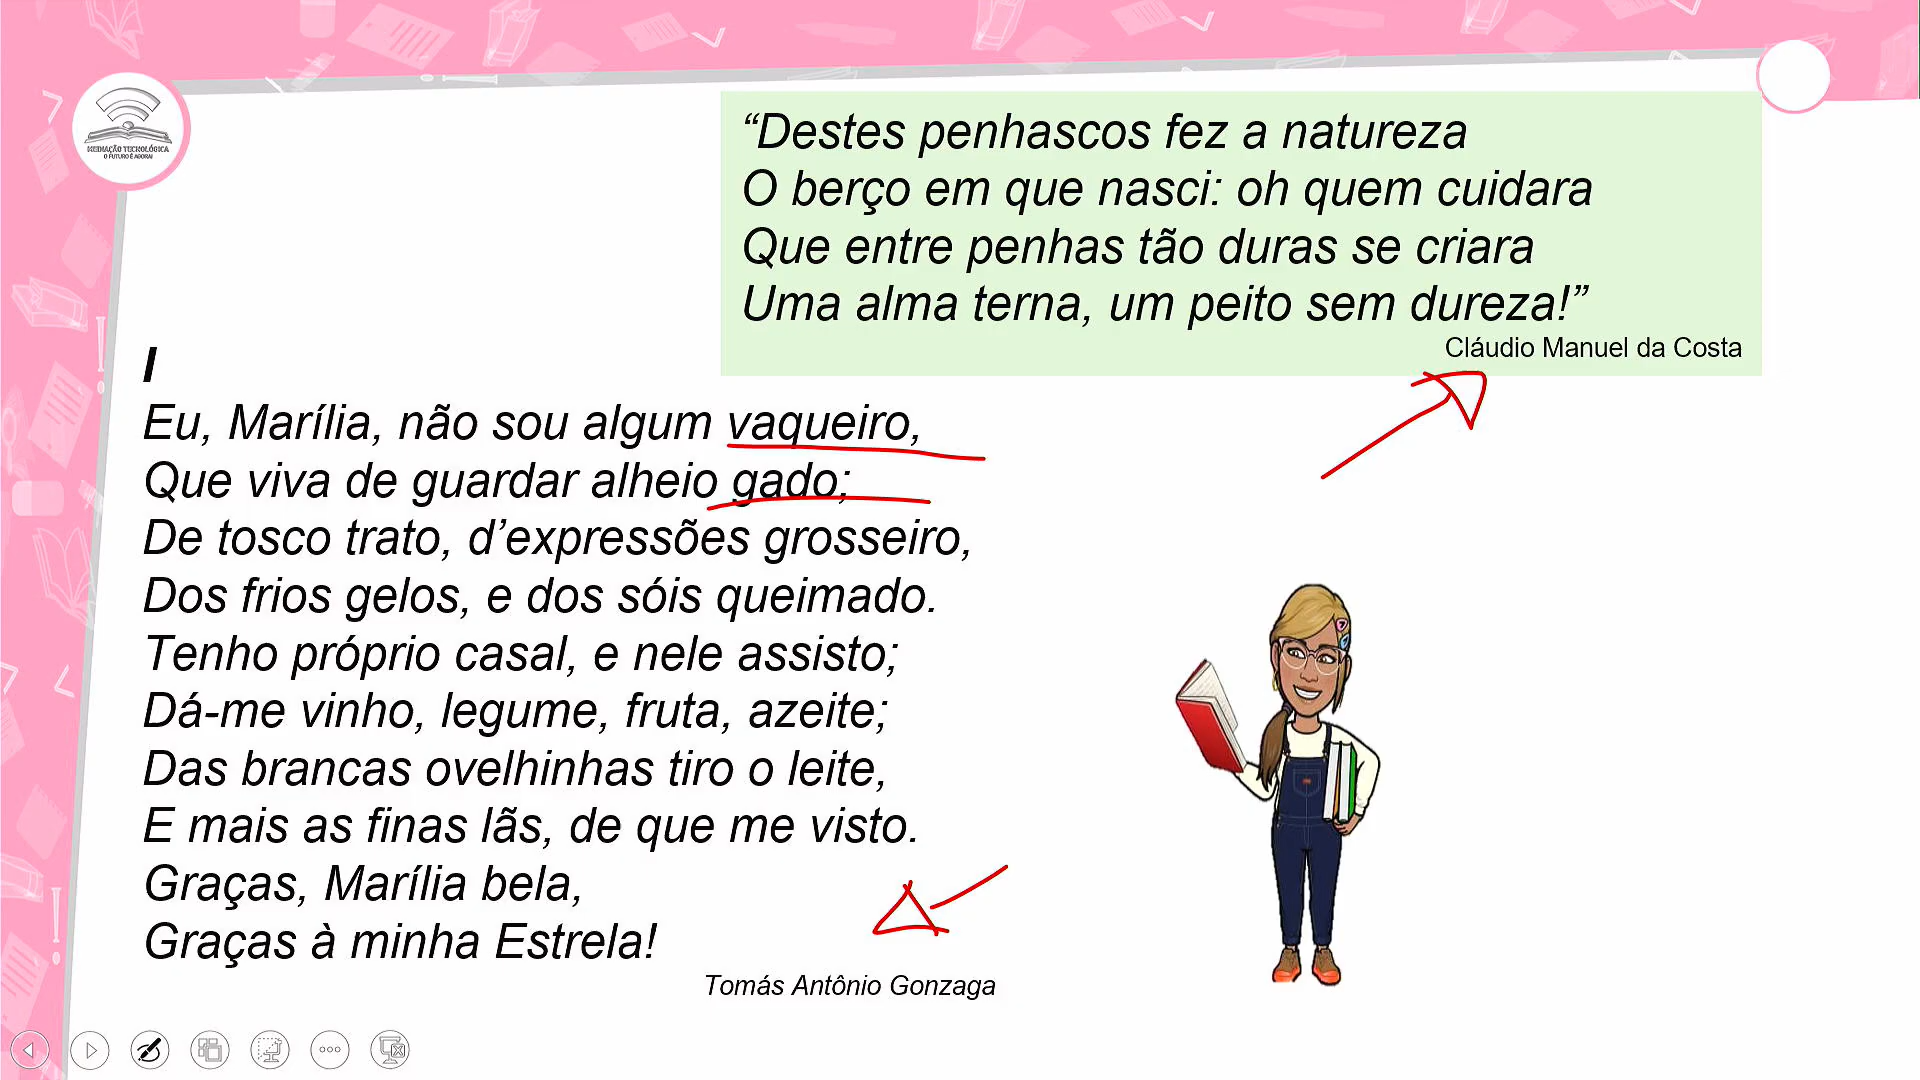 MEDIAÇÃO TECNOLÓGICA
O FUTURO É AGORA!
“Destes penhascos fez a natureza
O berço em que nasci: oh quem cuidara
Que entre penhas tão duras se criara
Uma alma terna, um peito sem dureza!”
Cláudio Manuel da Costa
I
Eu, Marília, não sou algum vaqueiro,
Que viva de guardar alheio gado;
De tosco trato, d’expressões grosseiro,
Dos frios gelos, e dos sóis queimado.
Tenho próprio casal, e nele assisto;
Dá-me vinho, legume, fruta, azeite;
Das brancas ovelhinhas tiro o leite,
E mais as finas lãs, de que me visto.
Graças, Marília bela,
Graças à minha Estrela!
Tomás Antônio Gonzaga